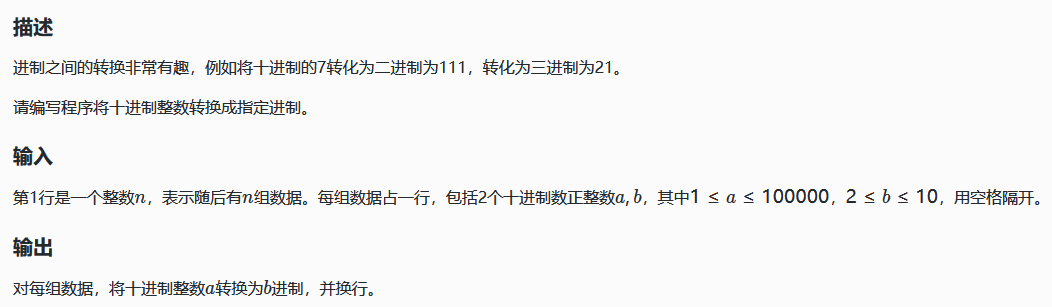 描述
进制之间的转换非常有趣，例如将十进制的7转化为二进制为111，转化为三进制为21。
请编写程序将十进制整数转换成指定进制。
输入
第1行是一个整数n，表示随后有n组数据。每组数据占一行，包括2个十进制数正整数a,b，其中1 ≤ a ≤ 100000，2 ≤ b ≤ 10，用空格隔开。
输出
对每组数据，将十进制整数a转换为b进制，并换行。